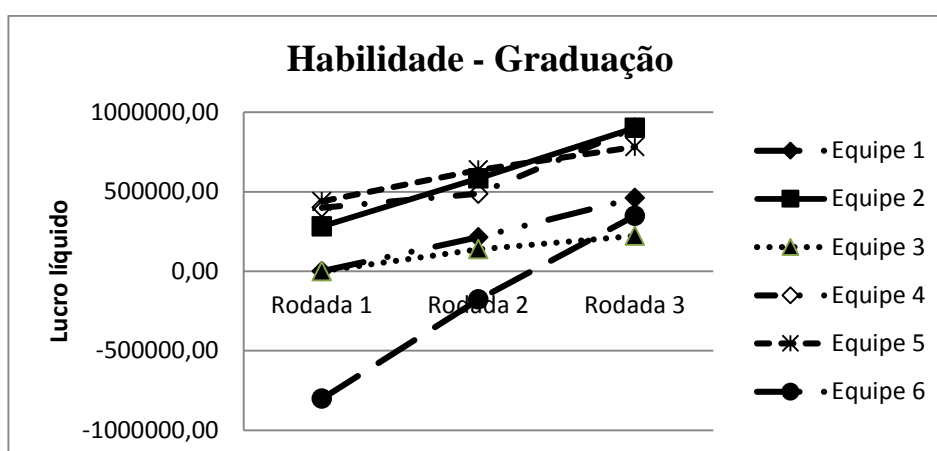 Habilidade - Graduação
Lucro líquido
1000000,00
500000,00
0,00
-500000,00
-1000000,00
Rodada 1
Rodada 2
Rodada 3
Equipe 1
Equipe 2
Equipe 3
Equipe 4
Equipe 5
Equipe 6